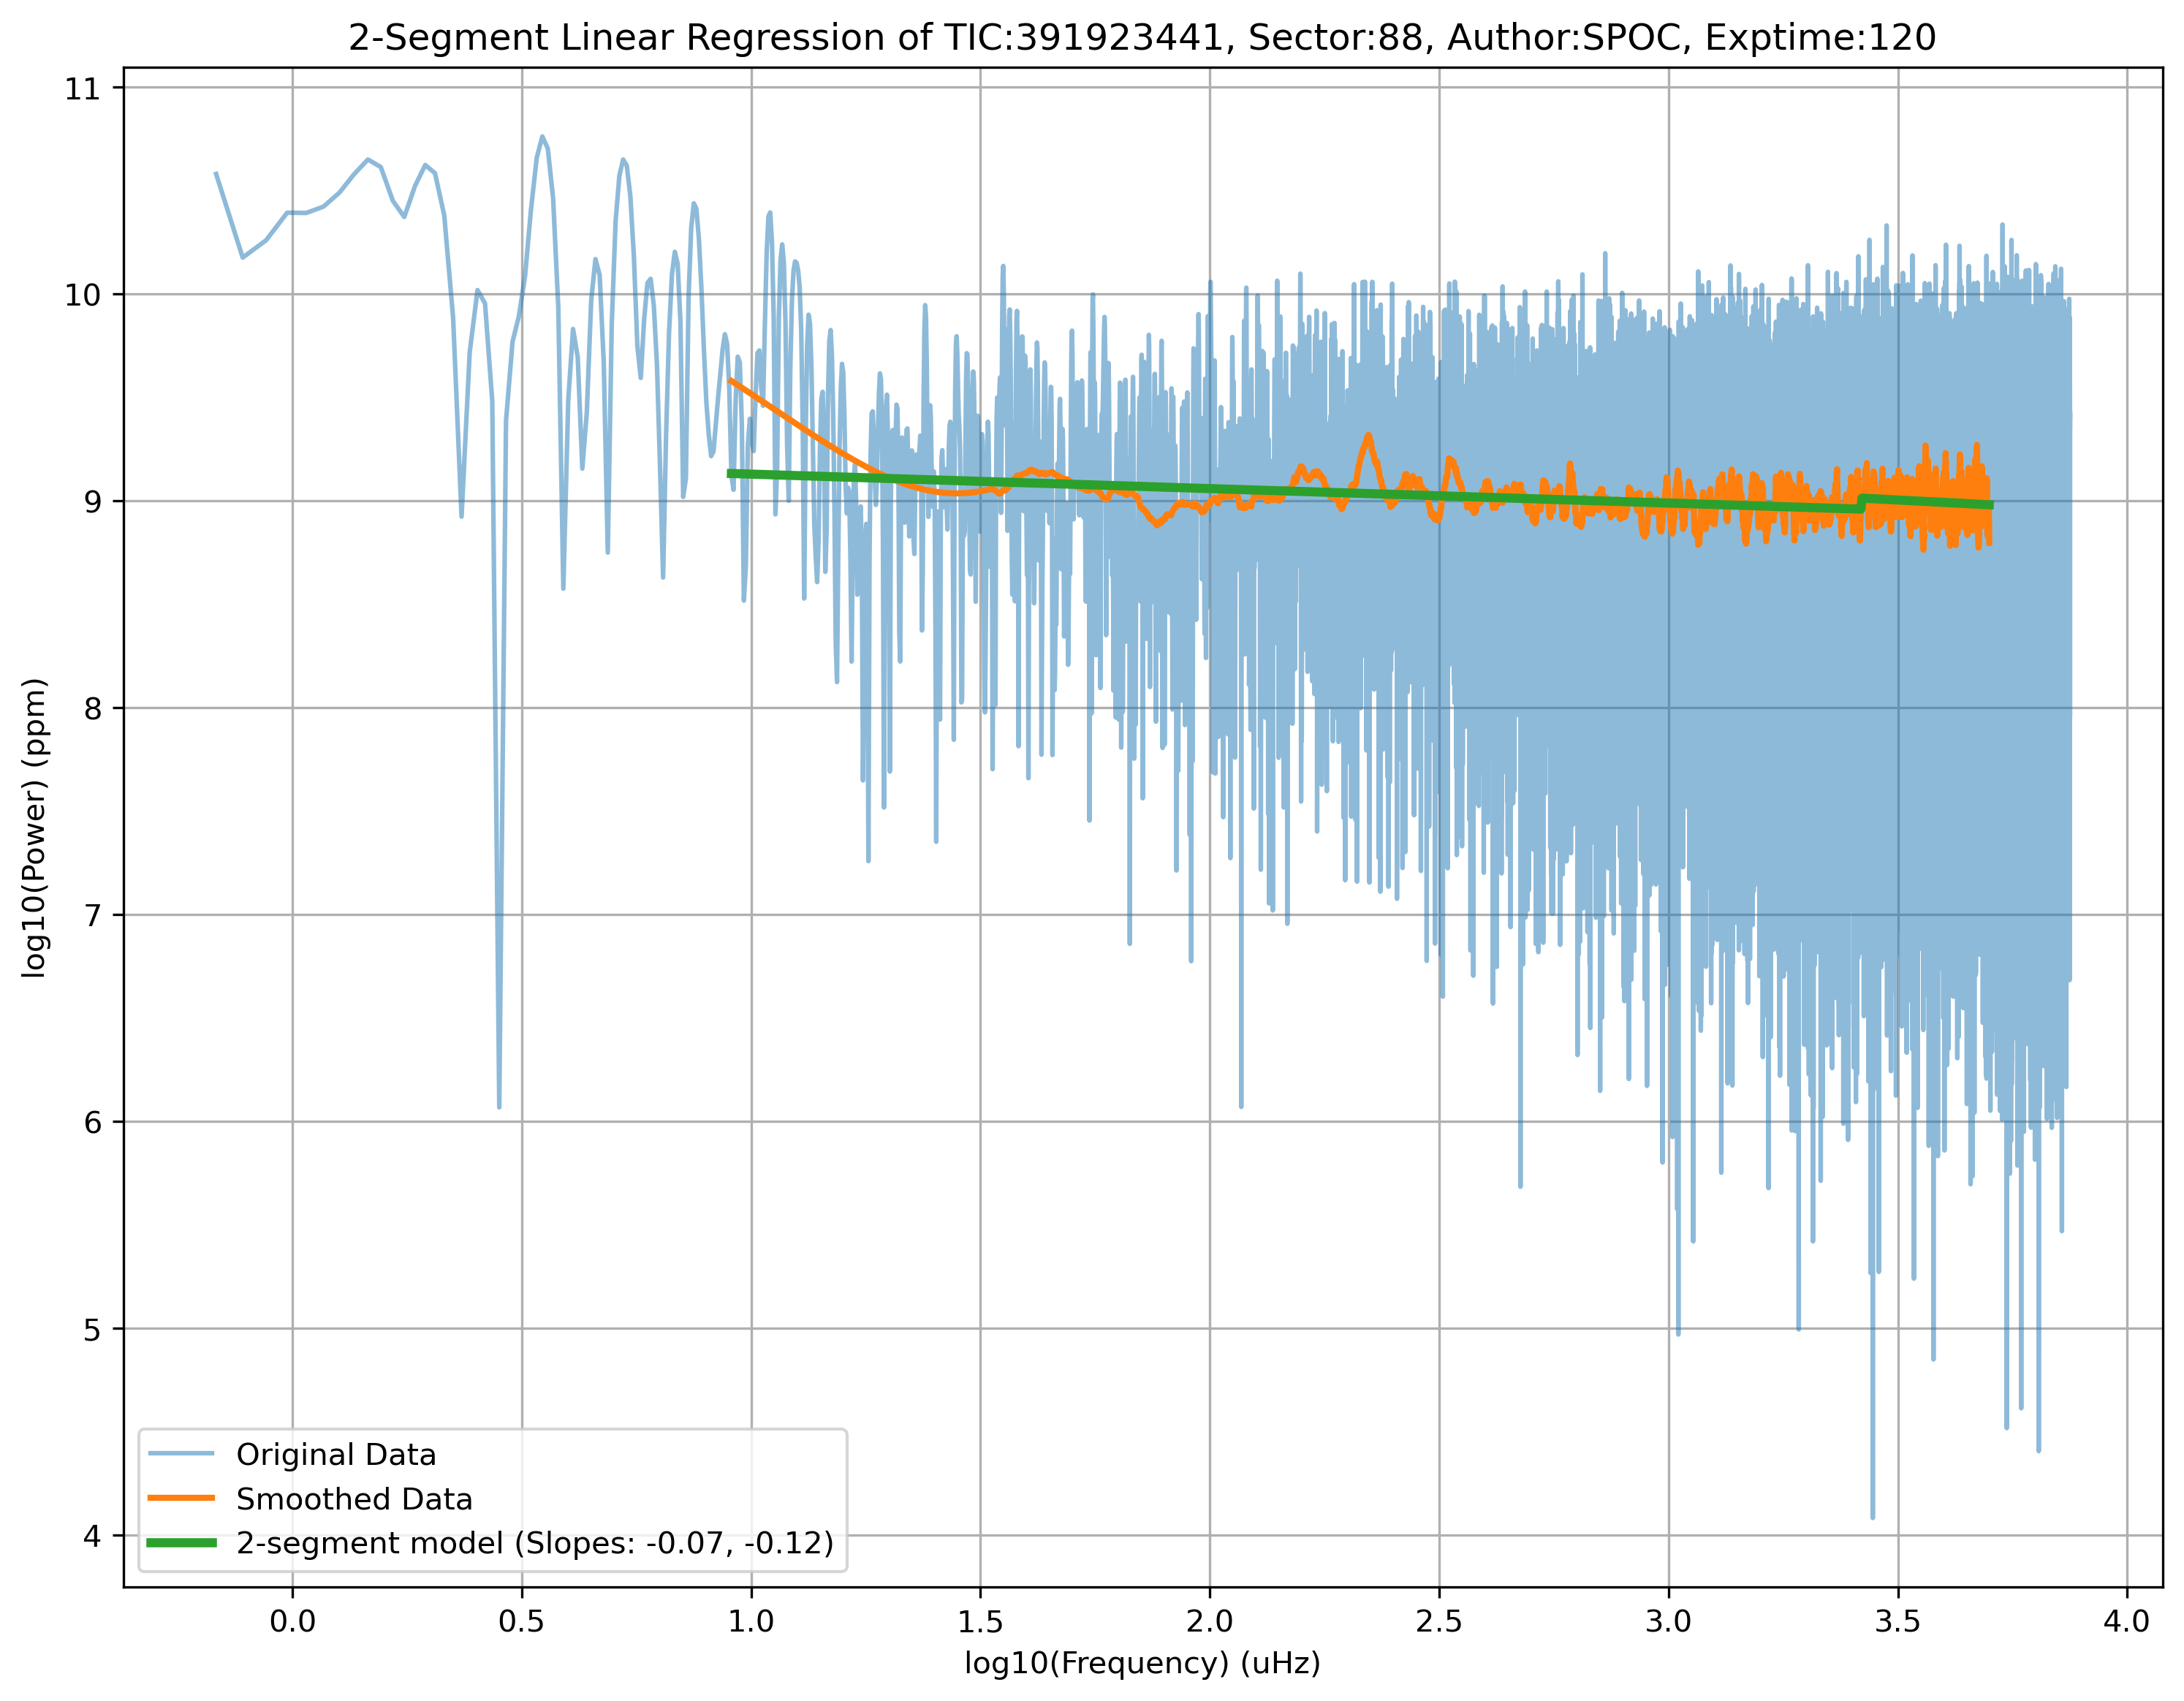 2-Segment Linear Regression of TIC:391923441, Sector:88, Author:SPOC, Exptime:120
11
10
9
8
7
6
5
4
log10(Power) (ppm)
Original Data
Smoothed Data
2-segment model (Slopes: -0.07, -0.12)
0.0 0.5 1.0 1.5 2.0 2.5 3.0 3.5 4.0
log10(Frequency) (uHz)